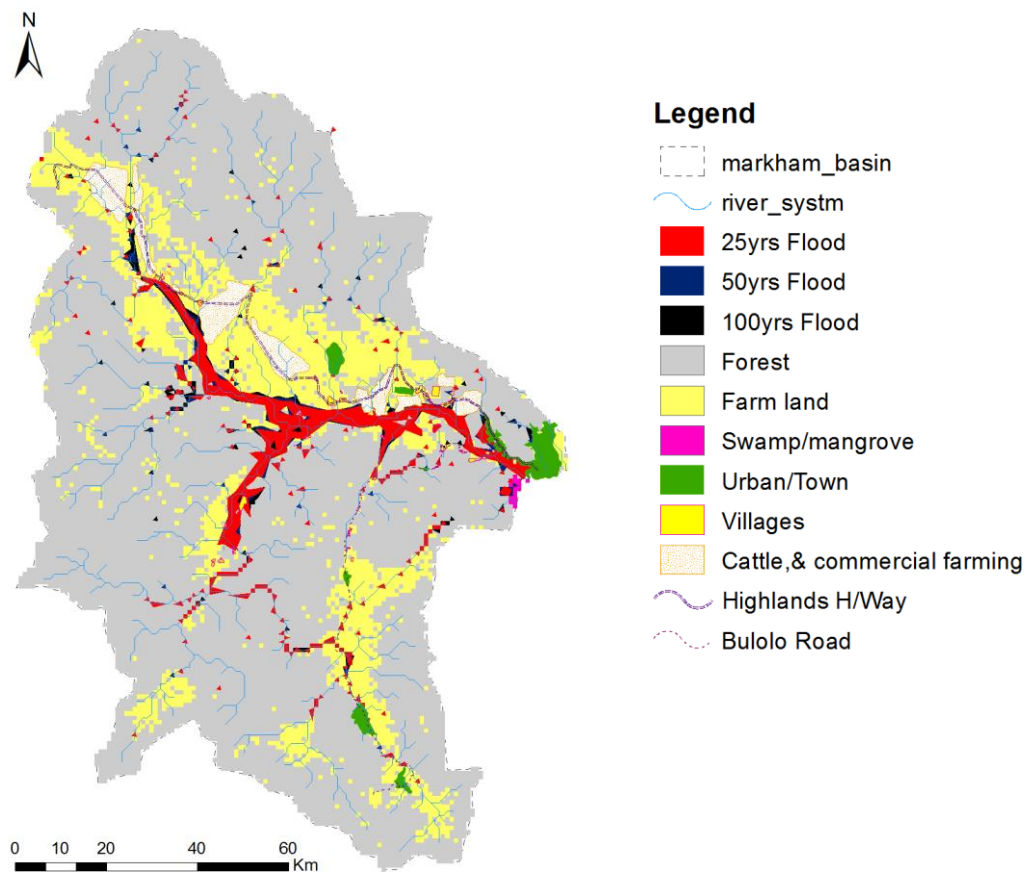 N
Legend
markham_basin
river_systm
25yrs Flood
50yrs Flood
100yrs Flood
Forest
Farm land
Swamp/mangrove
Urban/Town
Villages
Cattle,& commercial farming
Highlands H/Way
Bulolo Road
0 10 20 40 60
Km